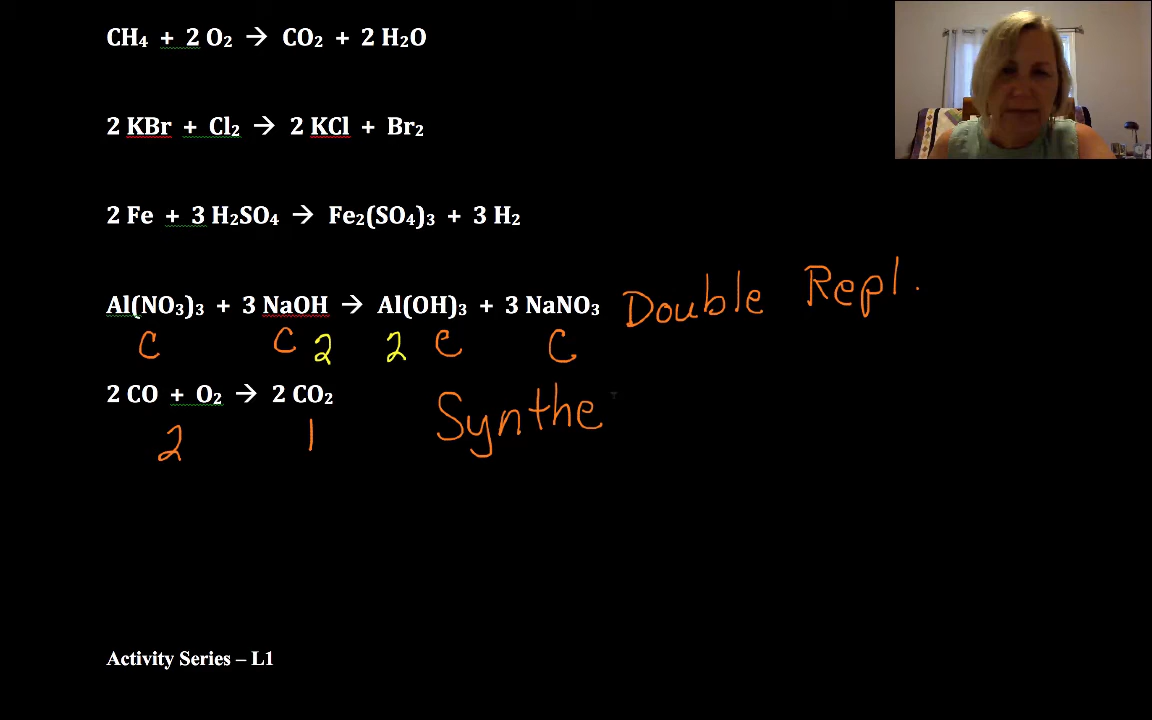 CH₄ + 2 O₂ → CO₂ + 2 H₂O
2 KBr + Cl₂ → 2 KCl + Br₂
2 Fe + 3 H₂SO₄ → Fe₂(SO₄)₃ + 3 H₂
Al(NO₃)₃ + 3 NaOH → Al(OH)₃ + 3 NaNO₃ Double Repl.
C C 2 2 C C
2 CO + O₂ → 2 CO₂ Synthe
2 1
Activity Series – L1